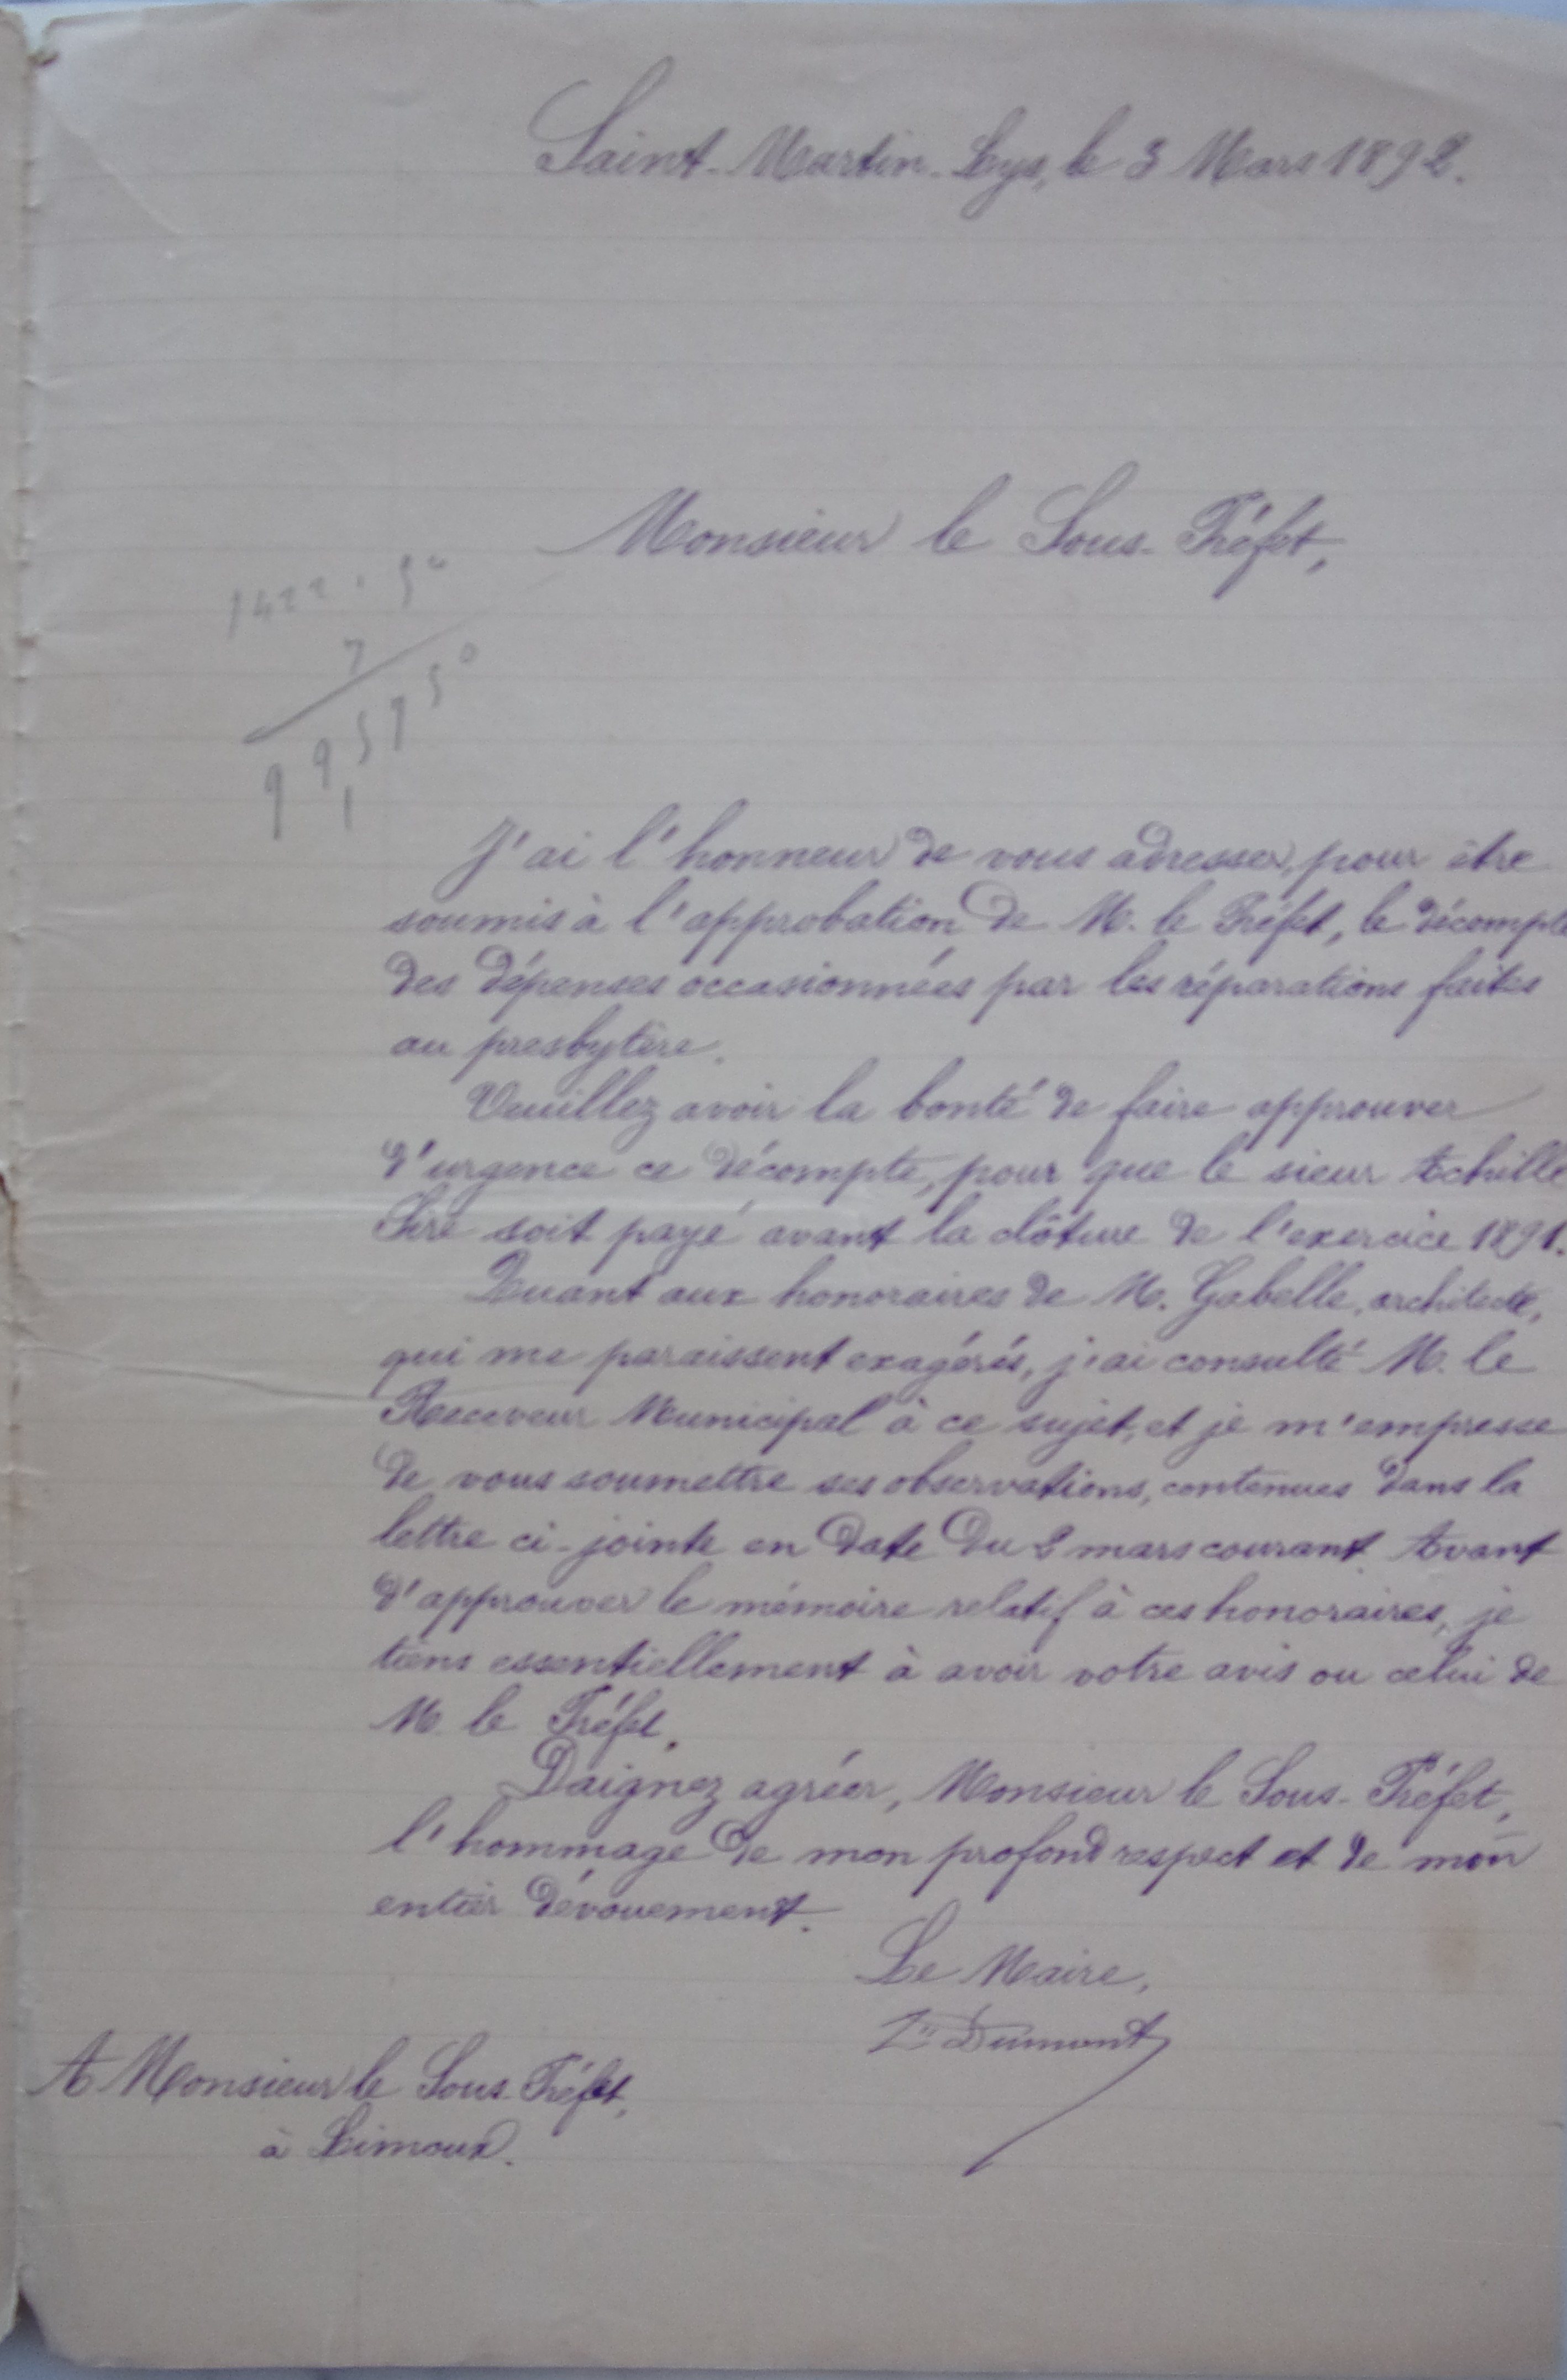 Saint-Martin-Lys, le 3 Mars 1892.
Monsieur le Sous-Préfet,
1422.50
7
995750
1
J'ai l'honneur de vous adresser, pour être
soumis à l'approbation de M. le Préfet, le décompte
des dépenses occasionnées par les réparations faites
au presbytère.
Veuillez avoir la bonté de faire approuver
d'urgence ce décompte, pour que le sieur Achille
Siré soit payé avant la clôture de l'exercice 1891.
Quant aux honoraires de M. Gabelle, architecte,
qui me paraissent exagérés, j'ai consulté M. le
Receveur Municipal à ce sujet, et je m'empresse
de vous soumettre ses observations, contenues dans la
lettre ci-jointe en date du 2 mars courant. Avant
d'approuver le mémoire relatif à ces honoraires, je
tiens essentiellement à avoir votre avis ou celui de
M. le Préfet.
Daignez agréer, Monsieur le Sous-Préfet,
l'hommage de mon profond respect et de mon
entier dévouement.
Le Maire,
Dumont
A Monsieur le Sous-Préfet,
à Limoux.